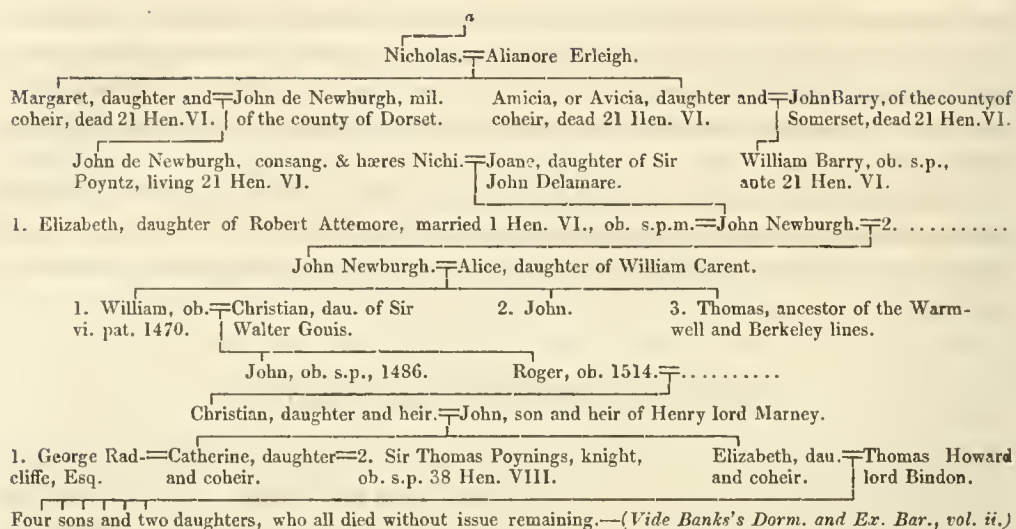 a
Nicholas.=Alianore Erleigh.
Margaret, daughter and=John de Newburgh, mil. Amicia, or Avicia, daughter and=John Barry, of the county of
coheir, dead 21 Hen. VI. of the county of Dorset. coheir, dead 21 Hen. VI. Somerset, dead 21 Hen. VI.
John de Newburgh, consang. & hæres Nichi.=Joane, daughter of Sir William Barry, ob. s.p.,
Poyntz, living 21 Hen. VI. John Delamare. ante 21 Hen. VI.
1. Elizabeth, daughter of Robert Attemore, married 1 Hen. VI., ob. s.p.m.=John Newburgh.=2. ..........
John Newburgh.=Alice, daughter of William Carent.
1. William, ob.=Christian, dau. of Sir 2. John. 3. Thomas, ancestor of the Warm-
vi. pat. 1470. Walter Gouis. well and Berkeley lines.
John, ob. s.p., 1486. Roger, ob. 1514.=..........
Christian, daughter and heir.=John, son and heir of Henry lord Marney.
1. George Rad-=Catherine, daughter=2. Sir Thomas Poynings, knight, Elizabeth, dau.=Thomas Howard
cliffe, Esq. and coheir. ob. s.p. 38 Hen. VIII. and coheir. lord Bindon.
Four sons and two daughters, who all died without issue remaining.—(Vide Banks's Dorm. and Ex. Bar., vol. ii.)